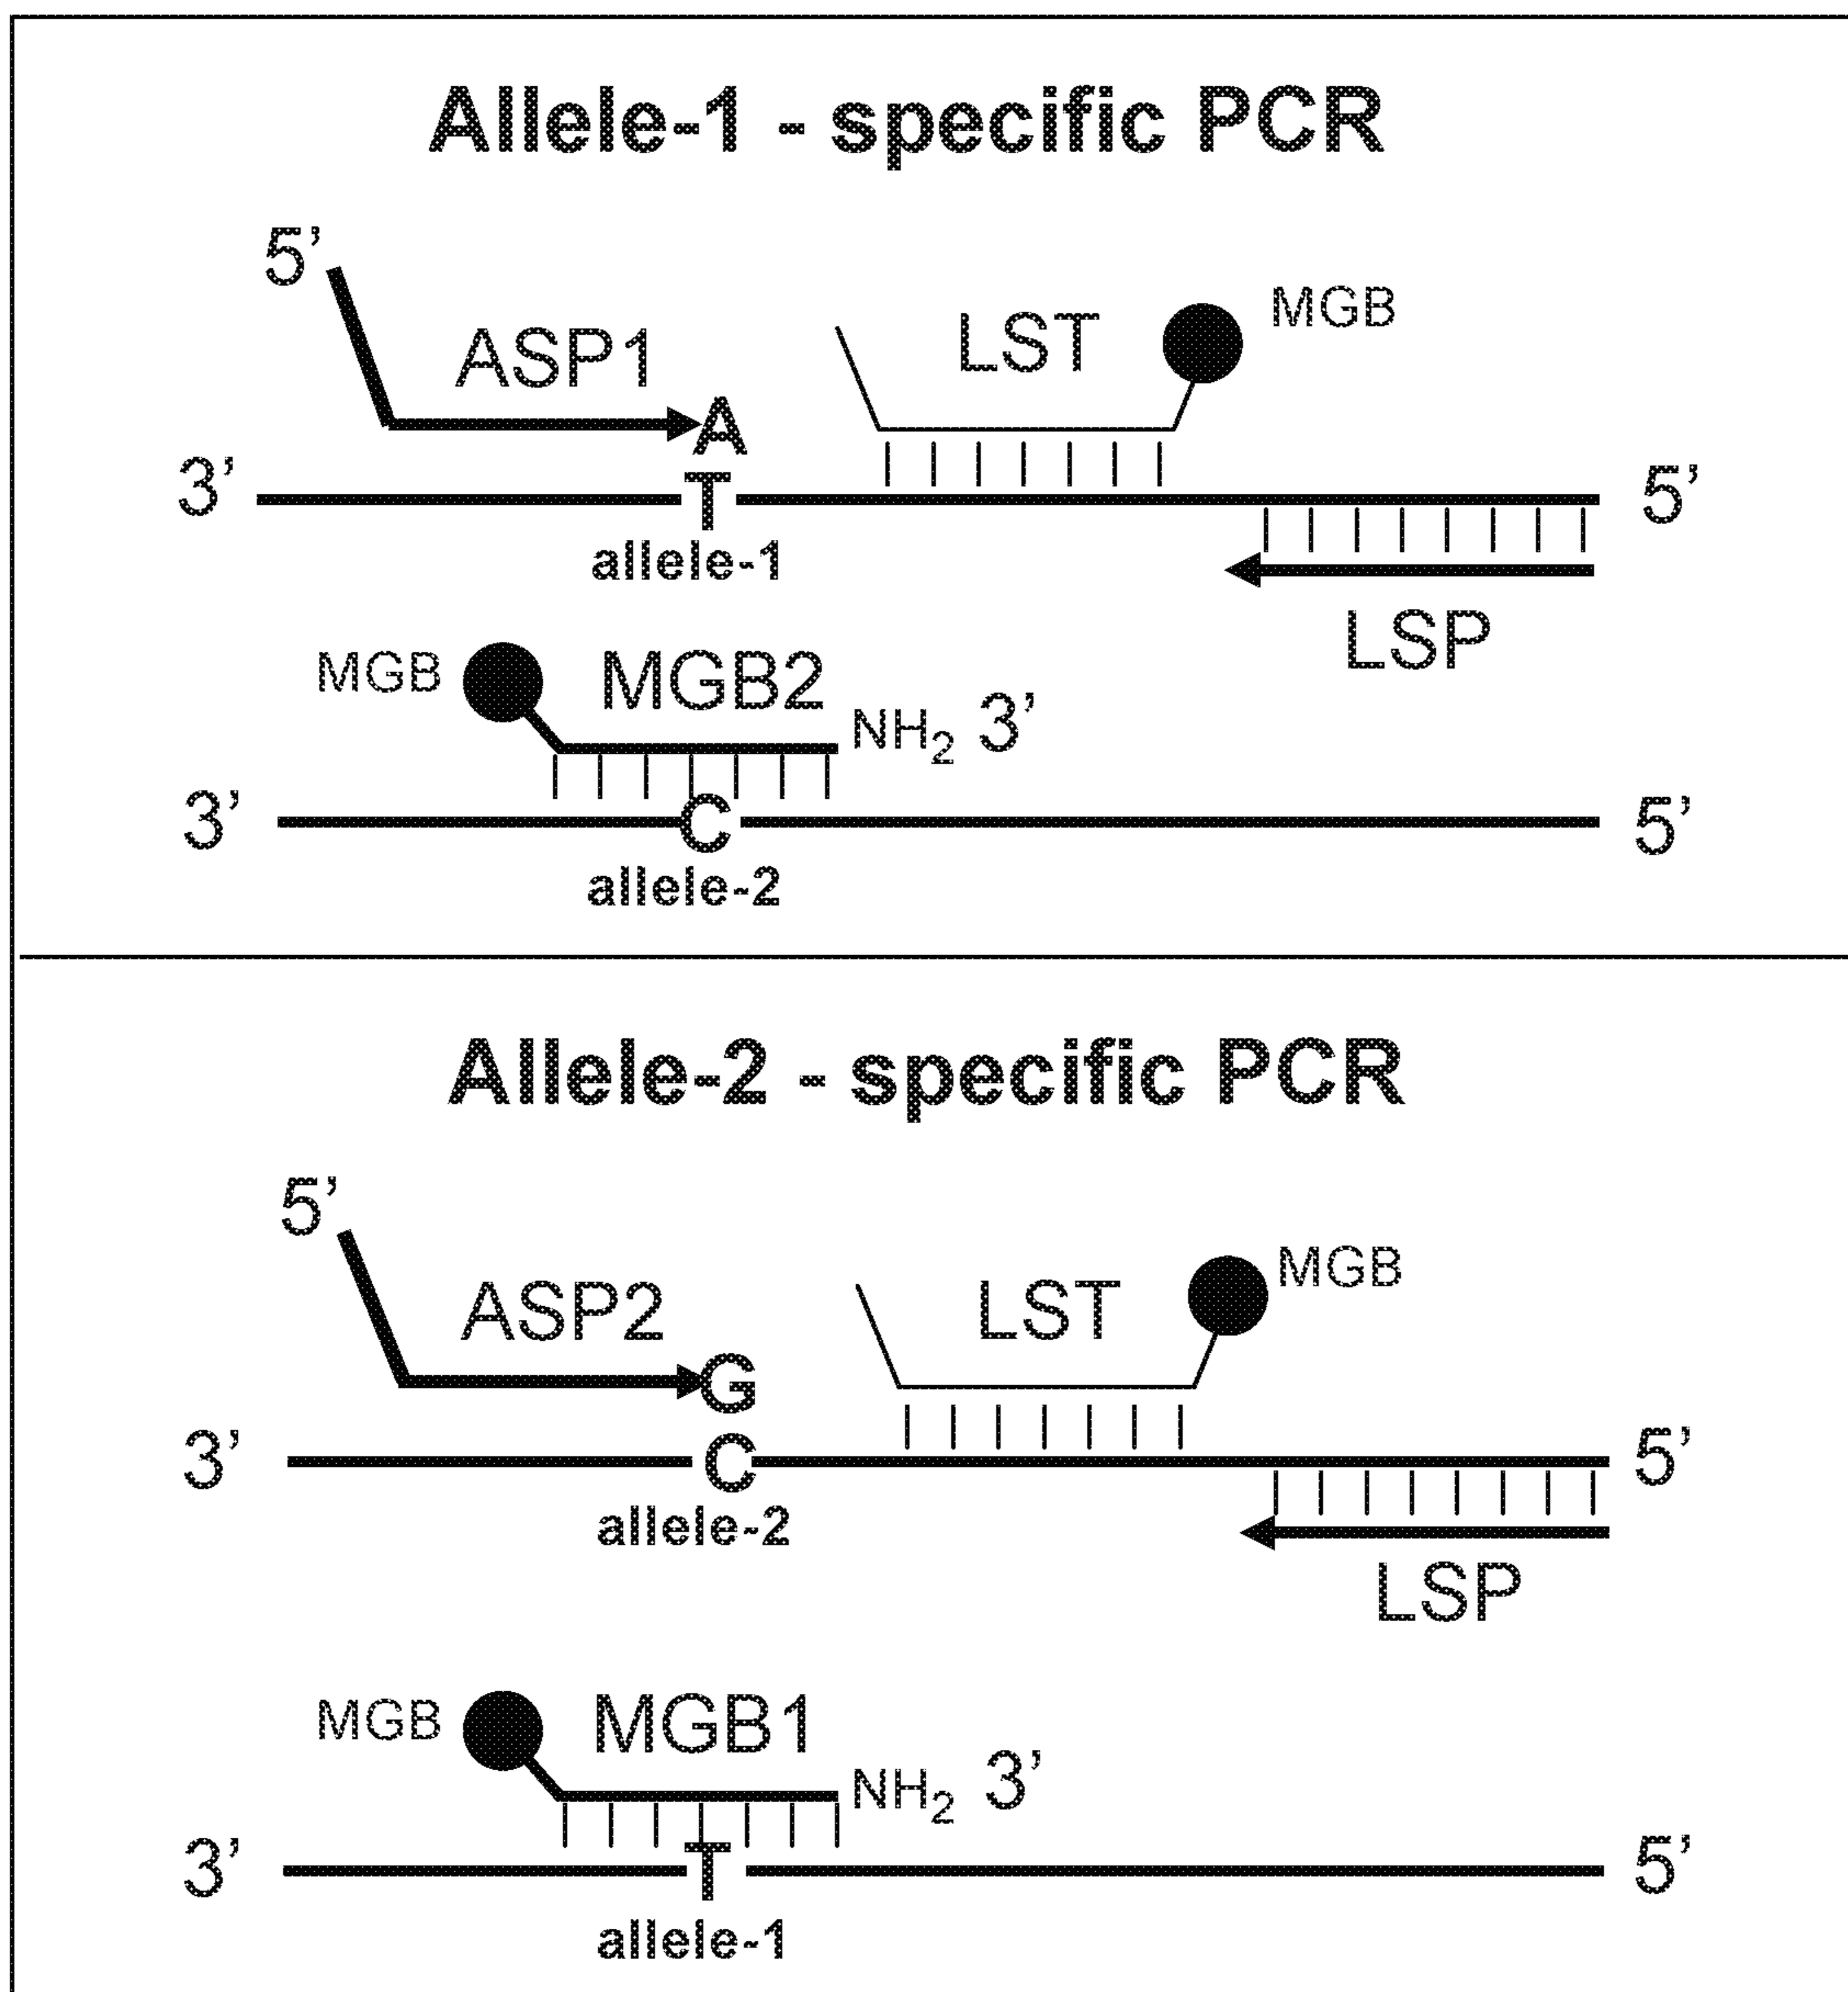 Allele-1 - specific PCR
5’
ASP1
LST
MGB
A
3’
T
5’
allele-1
LSP
MGB
MGB2
NH2 3’
3’
C
5’
allele-2
Allele-2 - specific PCR
5’
ASP2
LST
MGB
G
3’
C
5’
allele-2
LSP
MGB
MGB1
NH2 3’
3’
T
5’
allele-1